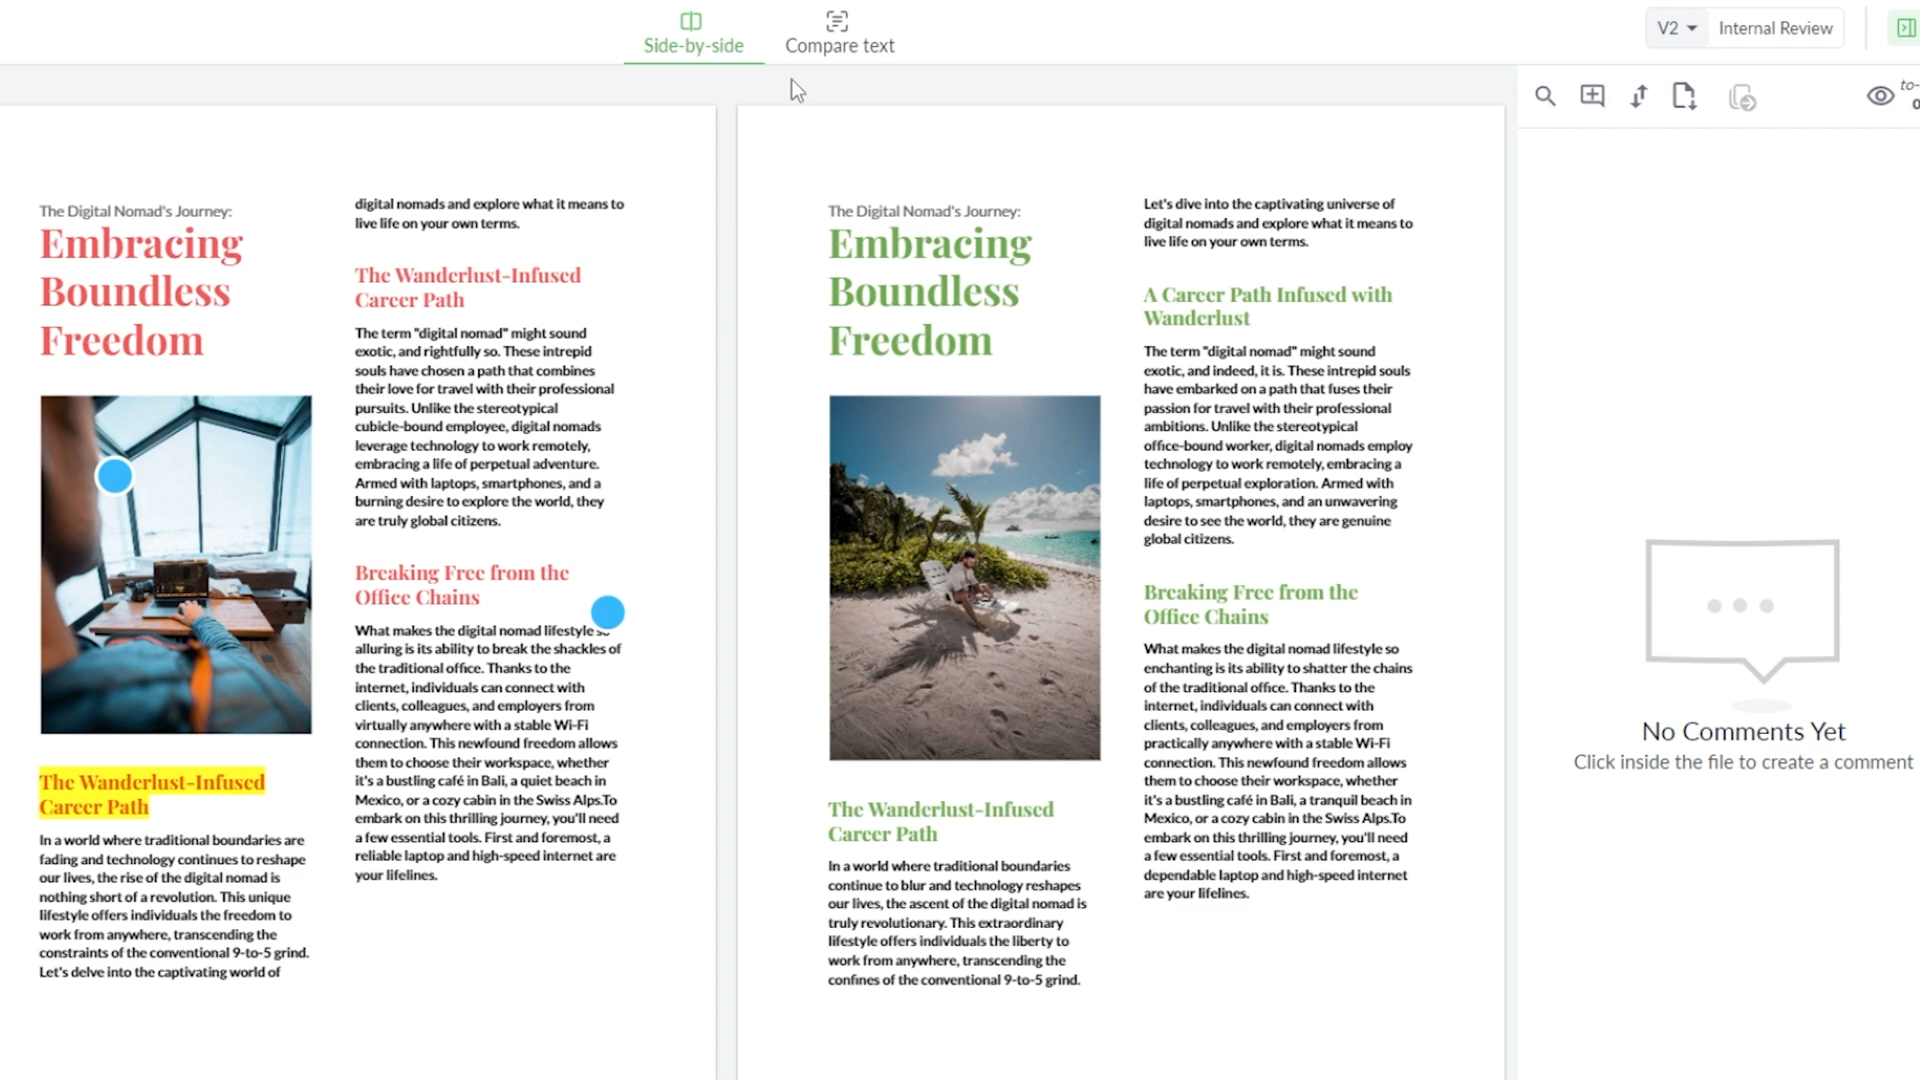 Side-by-side
Compare text
V2
Internal Review
to-
The Digital Nomad's Journey:
Embracing
Boundless
Freedom
The Wanderlust-Infused
Career Path
In a world where traditional boundaries are
fading and technology continues to reshape
our lives, the rise of the digital nomad is
nothing short of a revolution. This unique
lifestyle offers individuals the freedom to
work from anywhere, transcending the
constraints of the conventional 9-to-5 grind.
Let's delve into the captivating world of
digital nomads and explore what it means to
live life on your own terms.
The Wanderlust-Infused
Career Path
The term "digital nomad" might sound
exotic, and rightfully so. These intrepid
souls have chosen a path that combines
their love for travel with their professional
pursuits. Unlike the stereotypical
cubicle-bound employee, digital nomads
leverage technology to work remotely,
embracing a life of perpetual adventure.
Armed with laptops, smartphones, and a
burning desire to explore the world, they
are truly global citizens.
Breaking Free from the
Office Chains
What makes the digital nomad lifestyle
alluring is its ability to break the shackles of
the traditional office. Thanks to the
internet, individuals can connect with
clients, colleagues, and employers from
virtually anywhere with a stable Wi-Fi
connection. This newfound freedom allows
them to choose their workspace, whether
it's a bustling café in Bali, a quiet beach in
Mexico, or a cozy cabin in the Swiss Alps.To
embark on this thrilling journey, you'll need
a few essential tools. First and foremost, a
reliable laptop and high-speed internet are
your lifelines.
The Digital Nomad's Journey:
Embracing
Boundless
Freedom
The Wanderlust-Infused
Career Path
In a world where traditional boundaries
continue to blur and technology reshapes
our lives, the ascent of the digital nomad is
truly revolutionary. This extraordinary
lifestyle offers individuals the liberty to
work from anywhere, transcending the
confines of the conventional 9-to-5 grind.
Let's dive into the captivating universe of
digital nomads and explore what it means to
live life on your own terms.
A Career Path Infused with
Wanderlust
The term "digital nomad" might sound
exotic, and indeed, it is. These intrepid souls
have embarked on a path that fuses their
passion for travel with their professional
ambitions. Unlike the stereotypical
office-bound worker, digital nomads employ
technology to work remotely, embracing a
life of perpetual exploration. Armed with
laptops, smartphones, and an unwavering
desire to see the world, they are genuine
global citizens.
Breaking Free from the
Office Chains
What makes the digital nomad lifestyle so
enchanting is its ability to shatter the chains
of the traditional office. Thanks to the
internet, individuals can connect with
clients, colleagues, and employers from
practically anywhere with a stable Wi-Fi
connection. This newfound freedom allows
them to choose their workspace, whether
it's a bustling café in Bali, a tranquil beach in
Mexico, or a cozy cabin in the Swiss Alps.To
embark on this thrilling journey, you'll need
a few essential tools. First and foremost, a
dependable laptop and high-speed internet
are your lifelines.
No Comments Yet
Click inside the file to create a comment